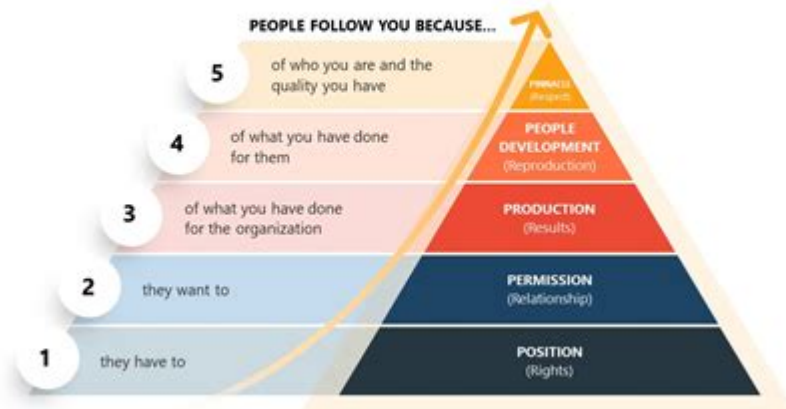 PEOPLE FOLLOW YOU BECAUSE...
5
of who you are and the
quality you have
PINNACLE
(Respect)
4
of what you have done
for them
PEOPLE
DEVELOPMENT
(Reproduction)
3
of what you have done
for the organization
PRODUCTION
(Results)
2
they want to
PERMISSION
(Relationship)
1
they have to
POSITION
(Rights)